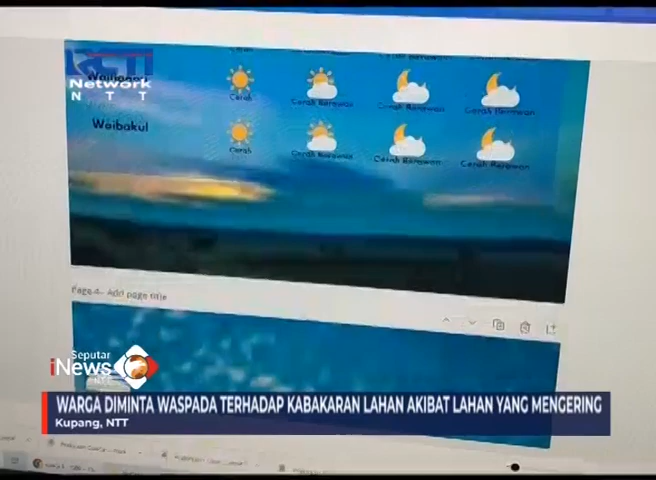 RCTI
Network
NTT
Cerah Cerah Berawan Cerah Berawan Cerah Berawan
Waibakul
Cerah Cerah Berawan Cerah Berawan Cerah Berawan
Page 4 - Add page title
Seputar
iNews
NTT
WARGA DIMINTA WASPADA TERHADAP KABAKARAN LAHAN AKIBAT LAHAN YANG MENGERING
Kupang, NTT